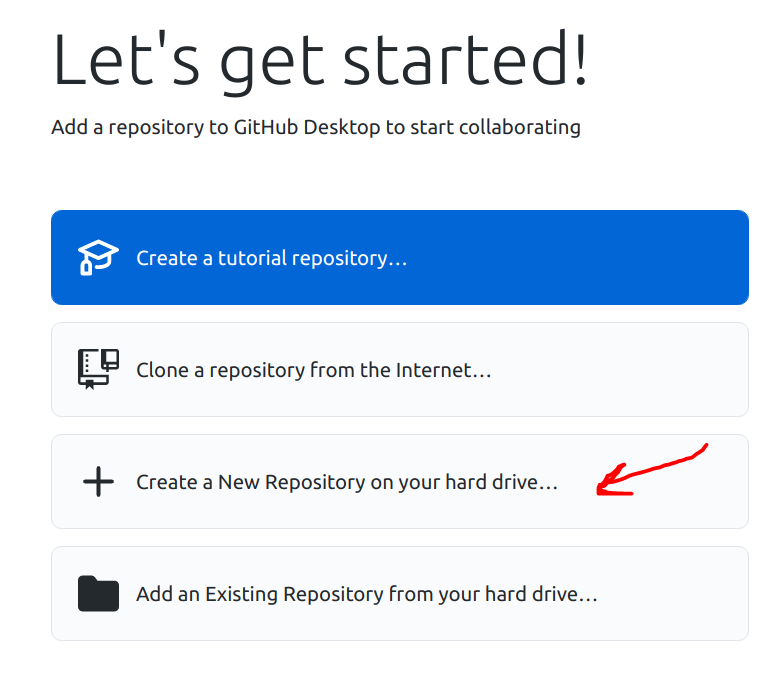 Let's get started!
Add a repository to GitHub Desktop to start collaborating
Create a tutorial repository...
Clone a repository from the Internet...
Create a New Repository on your hard drive...
Add an Existing Repository from your hard drive...